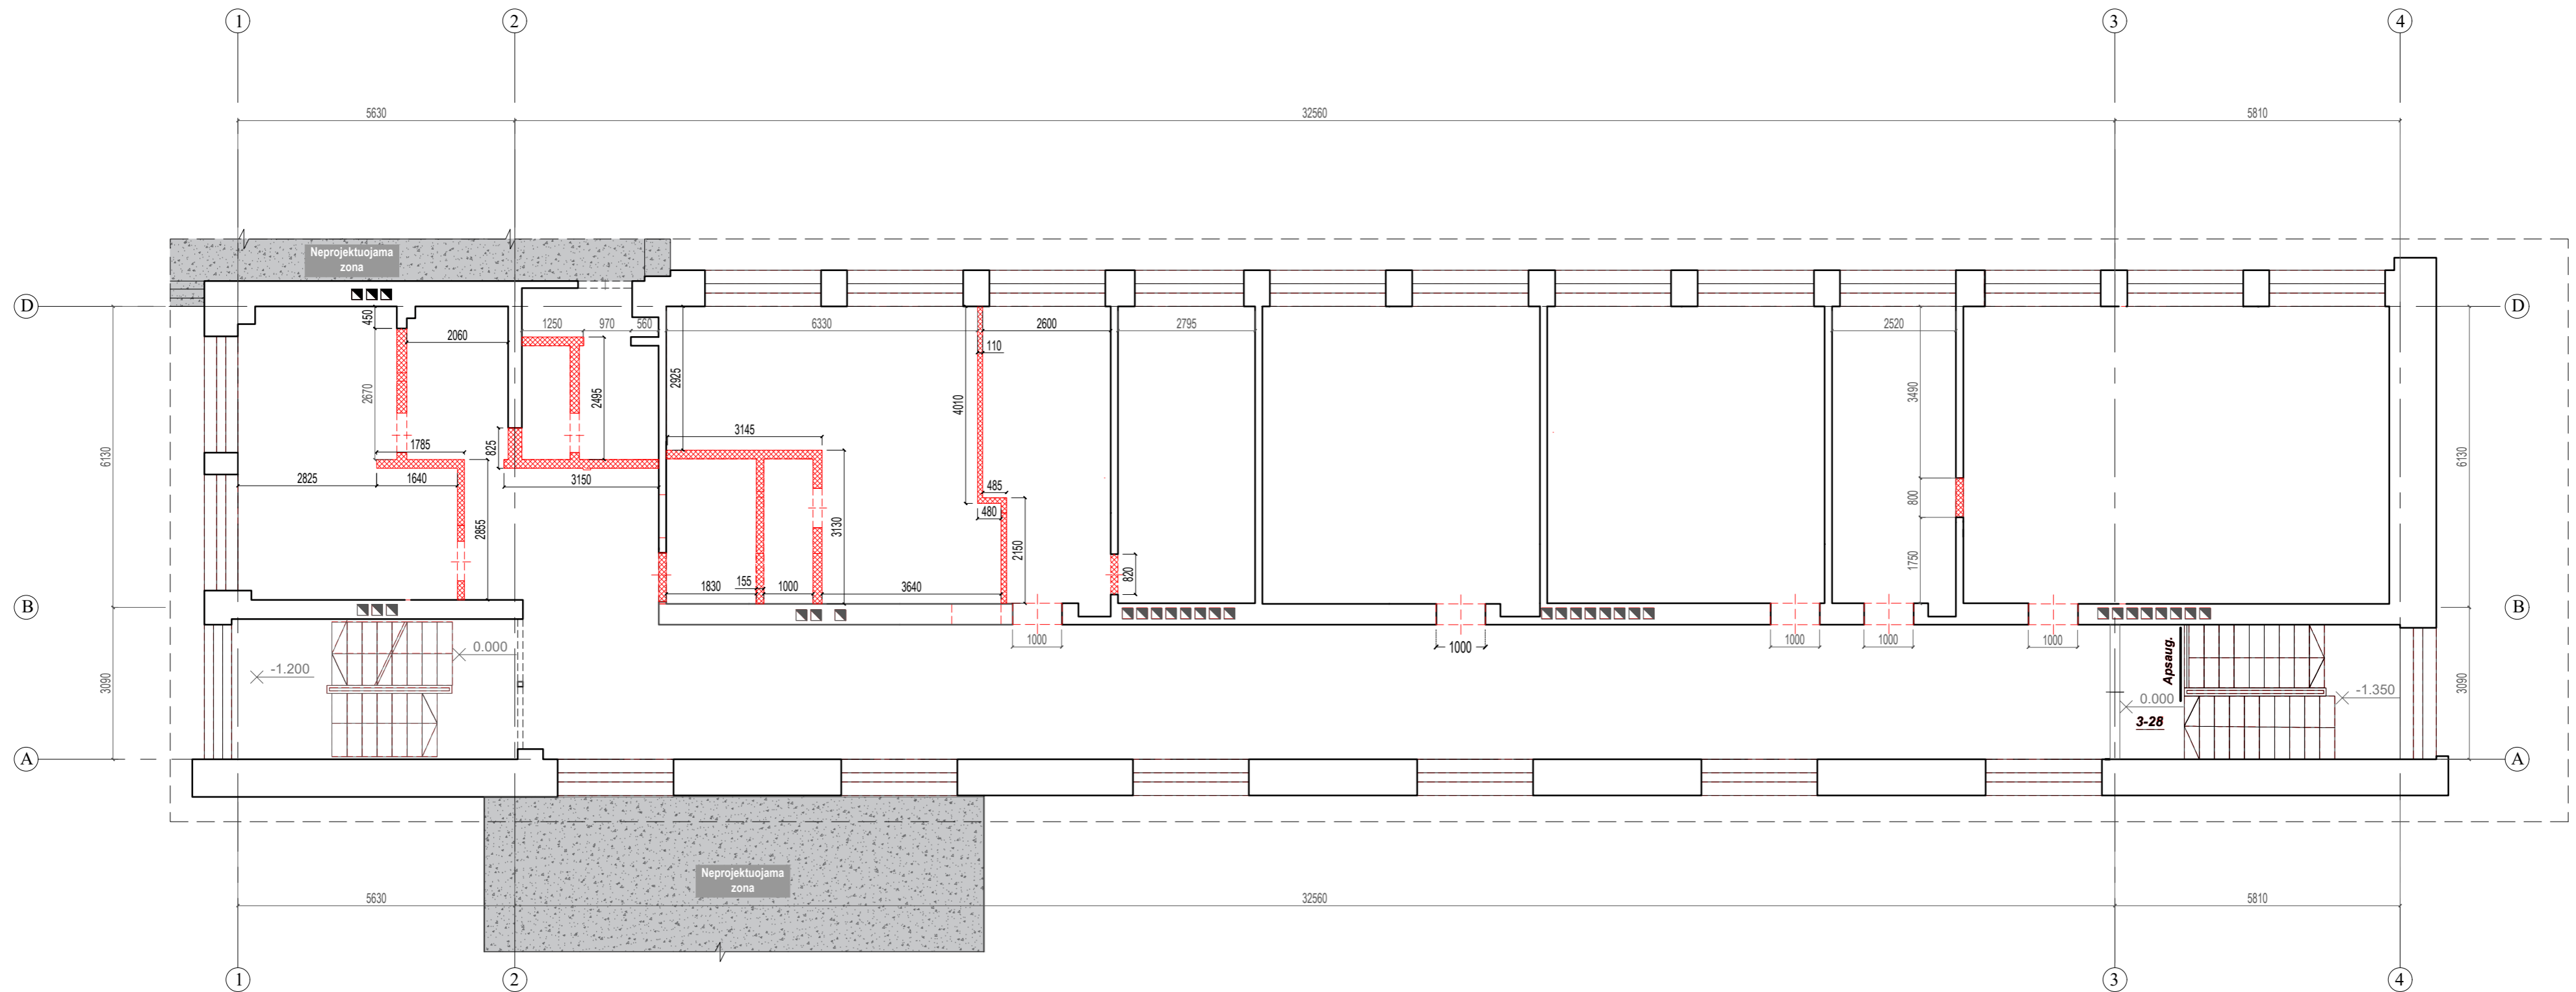 1 2 3 4
5630 32560 5810
Neprojektuojama
zona
D D
450
2060
1250 970 560 6330 2600 2795 2520
110
2925
2670
2495
4010
3490
6130
6130
1785
825
3145
2825 1640
3150
485
480
800
2855
3130
2150
820
1750
1830 155 1000 3640
B B
1000 1000 1000 1000 1000
0.000
-1.200
3090
Apsaug.
-1.350
0.000
3-28
3090
A A
Neprojektuojama
zona
5630 32560 5810
1 2 3 4